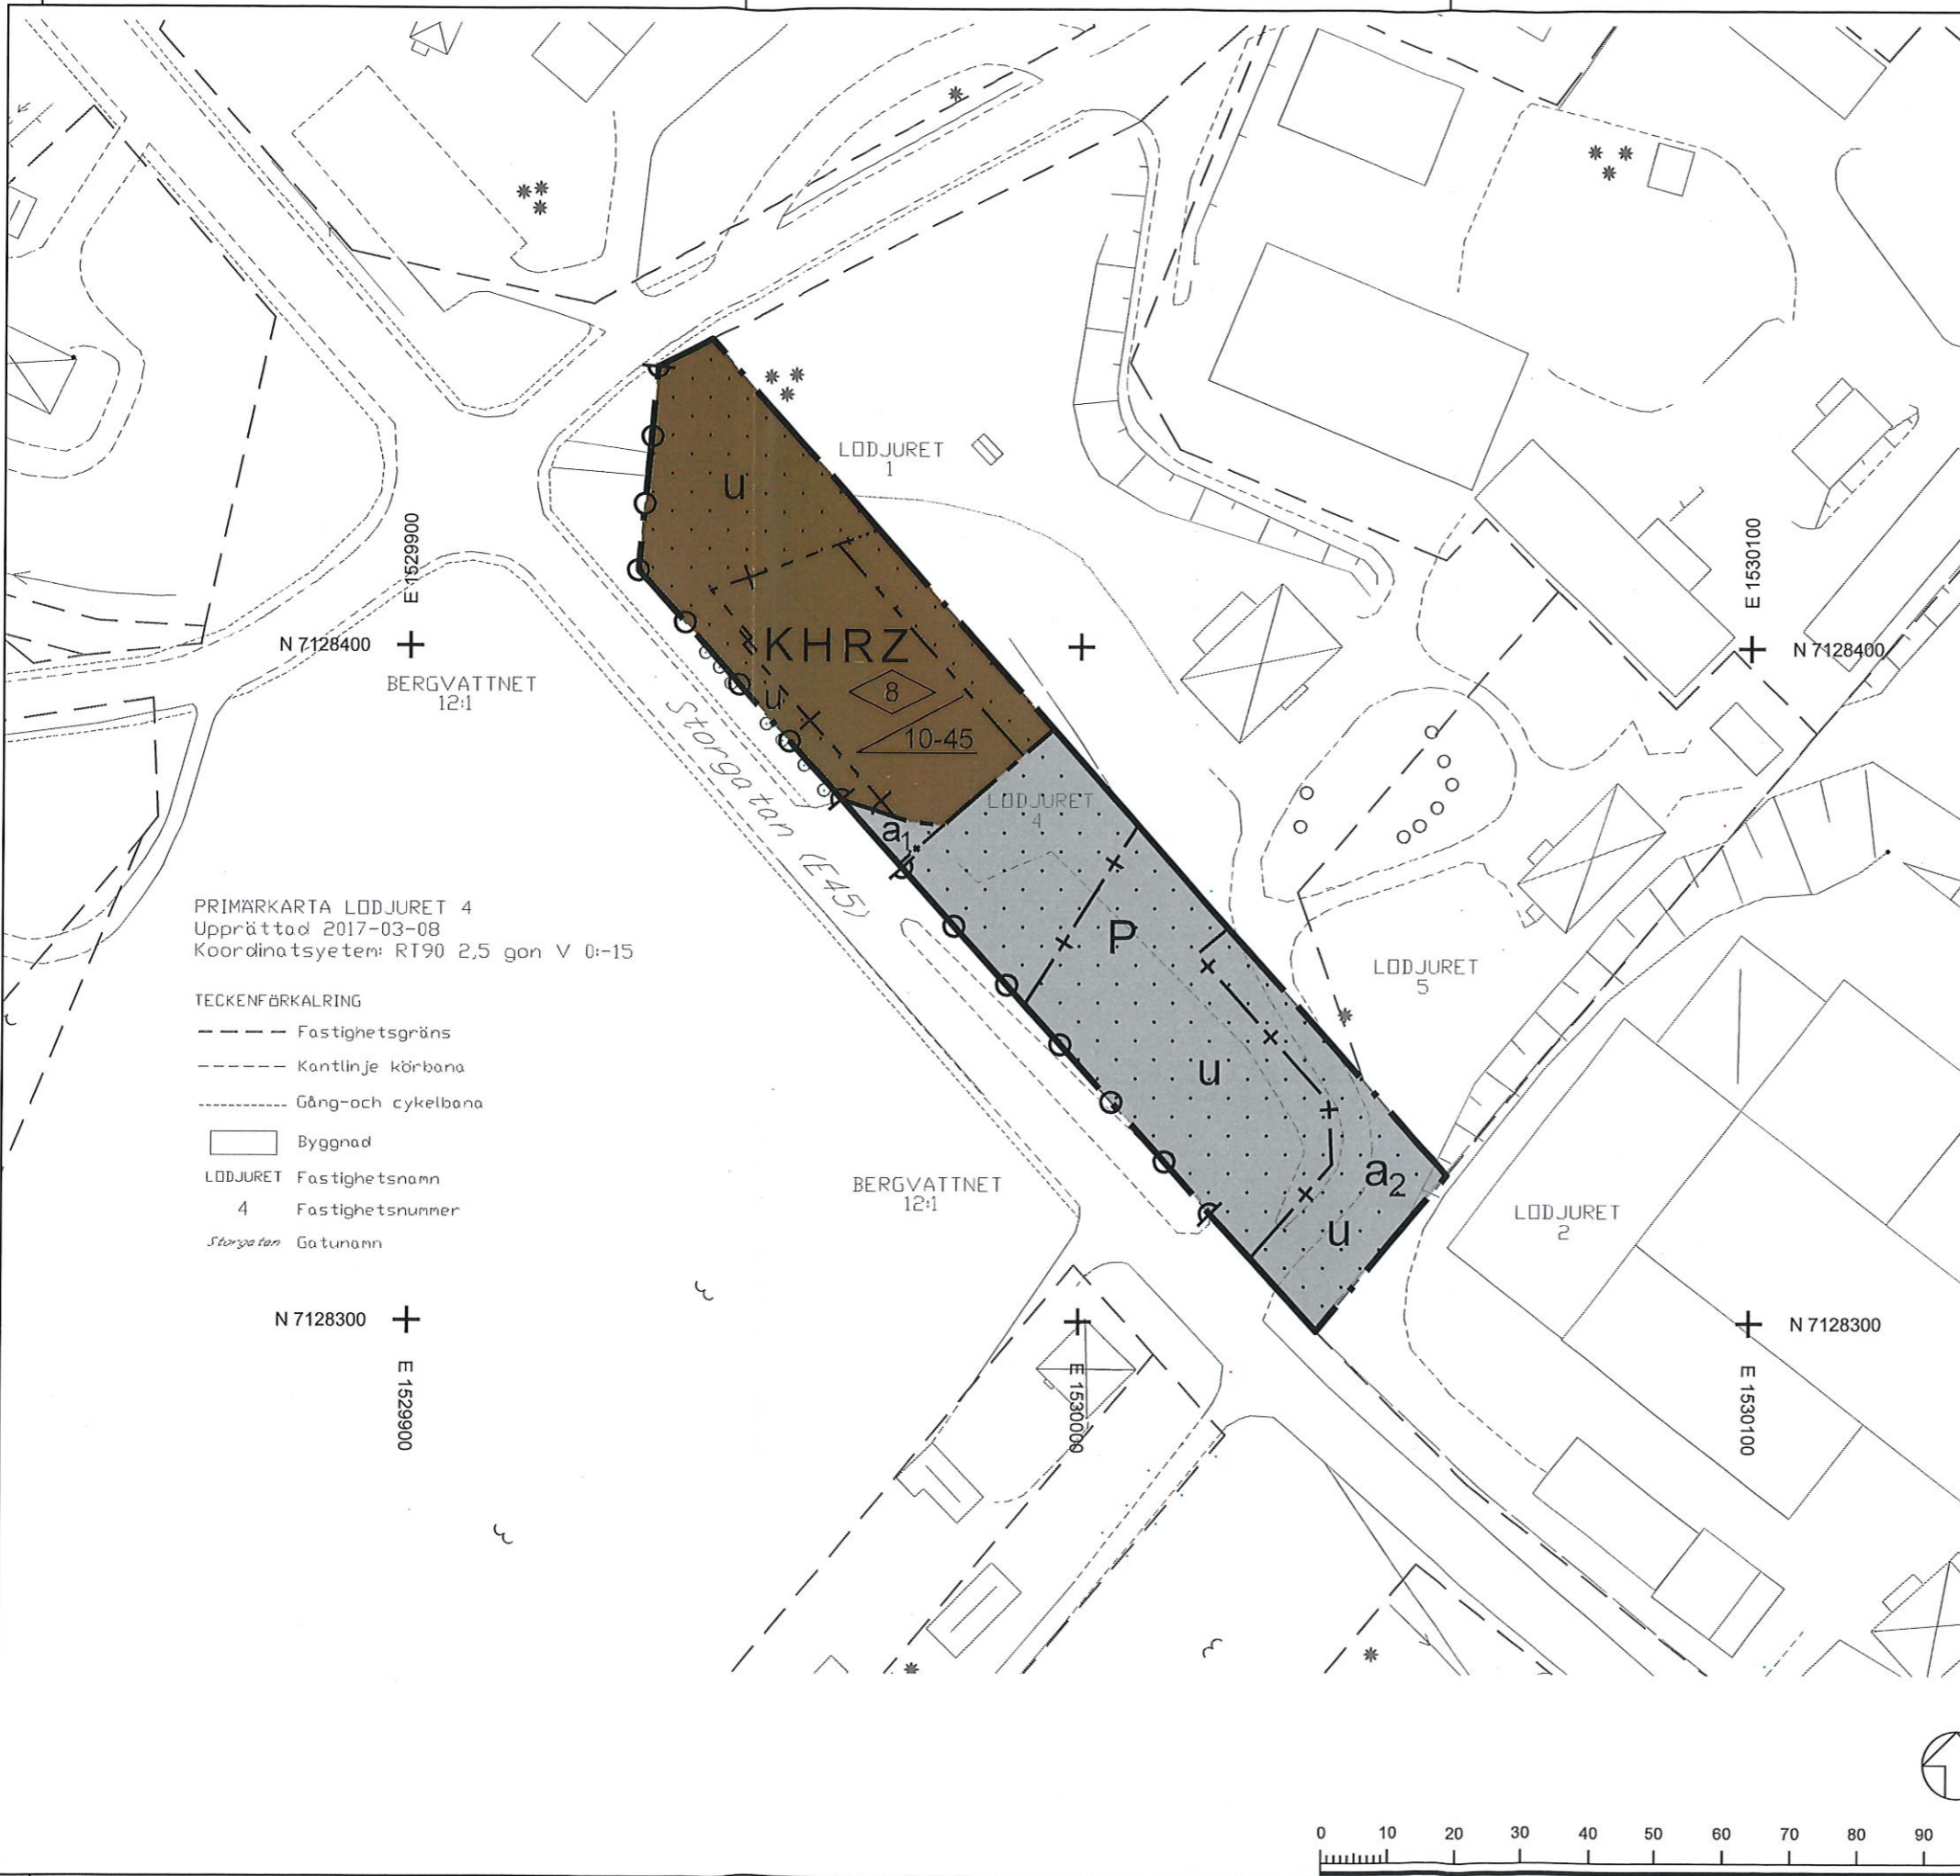 LODJURET
1
u
E 1529900
E 1530100
N 7128400
N 7128400
KHRZ
BERGVATTNET
12:1
u
8
10-45
Storgatan (E45)
LODJURET
4
a1
PRIMÄRKARTA LODJURET 4
Upprättad 2017-03-08
Koordinatsyetem: RT90 2,5 gon V 0:-15
P
LODJURET
5
TECKENFÖRKALRING
Fastighetsgräns
Kantlinje körbana
Gång-och cykelbana
Byggnad
LODJURET Fastighetsnamn
4 Fastighetsnummer
Storgatan Gatunamn
u
a2
u
BERGVATTNET
12:1
LODJURET
2
N 7128300
N 7128300
E 1529900
E 1530000
E 1530100
0 10 20 30 40 50 60 70 80 90